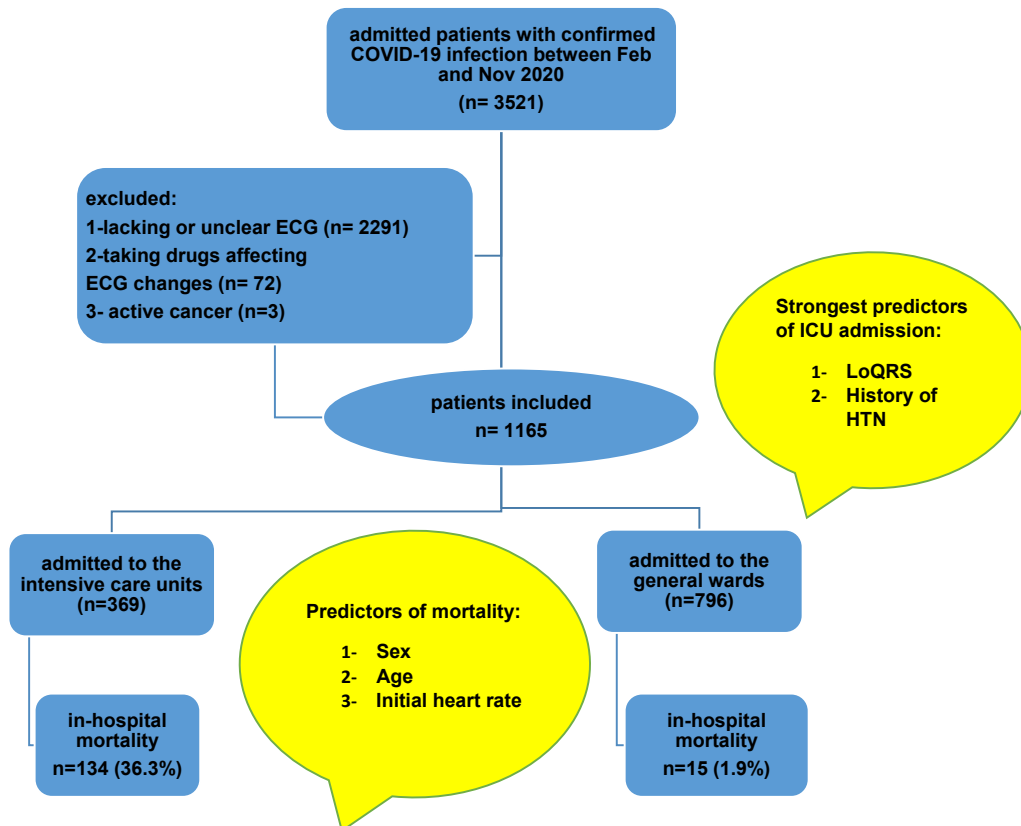 admitted patients with confirmed
COVID-19 infection between Feb
and Nov 2020
(n= 3521)
excluded:
1-lacking or unclear ECG (n= 2291)
2-taking drugs affecting
ECG changes (n= 72)
3- active cancer (n=3)
Strongest predictors
of ICU admission:
1- LoQRS
2- History of
HTN
patients included
n= 1165
admitted to the
intensive care units
(n=369)
admitted to the
general wards
(n=796)
Predictors of mortality:
1- Sex
2- Age
3- Initial heart rate
in-hospital
mortality
n=134 (36.3%)
in-hospital
mortality
n=15 (1.9%)